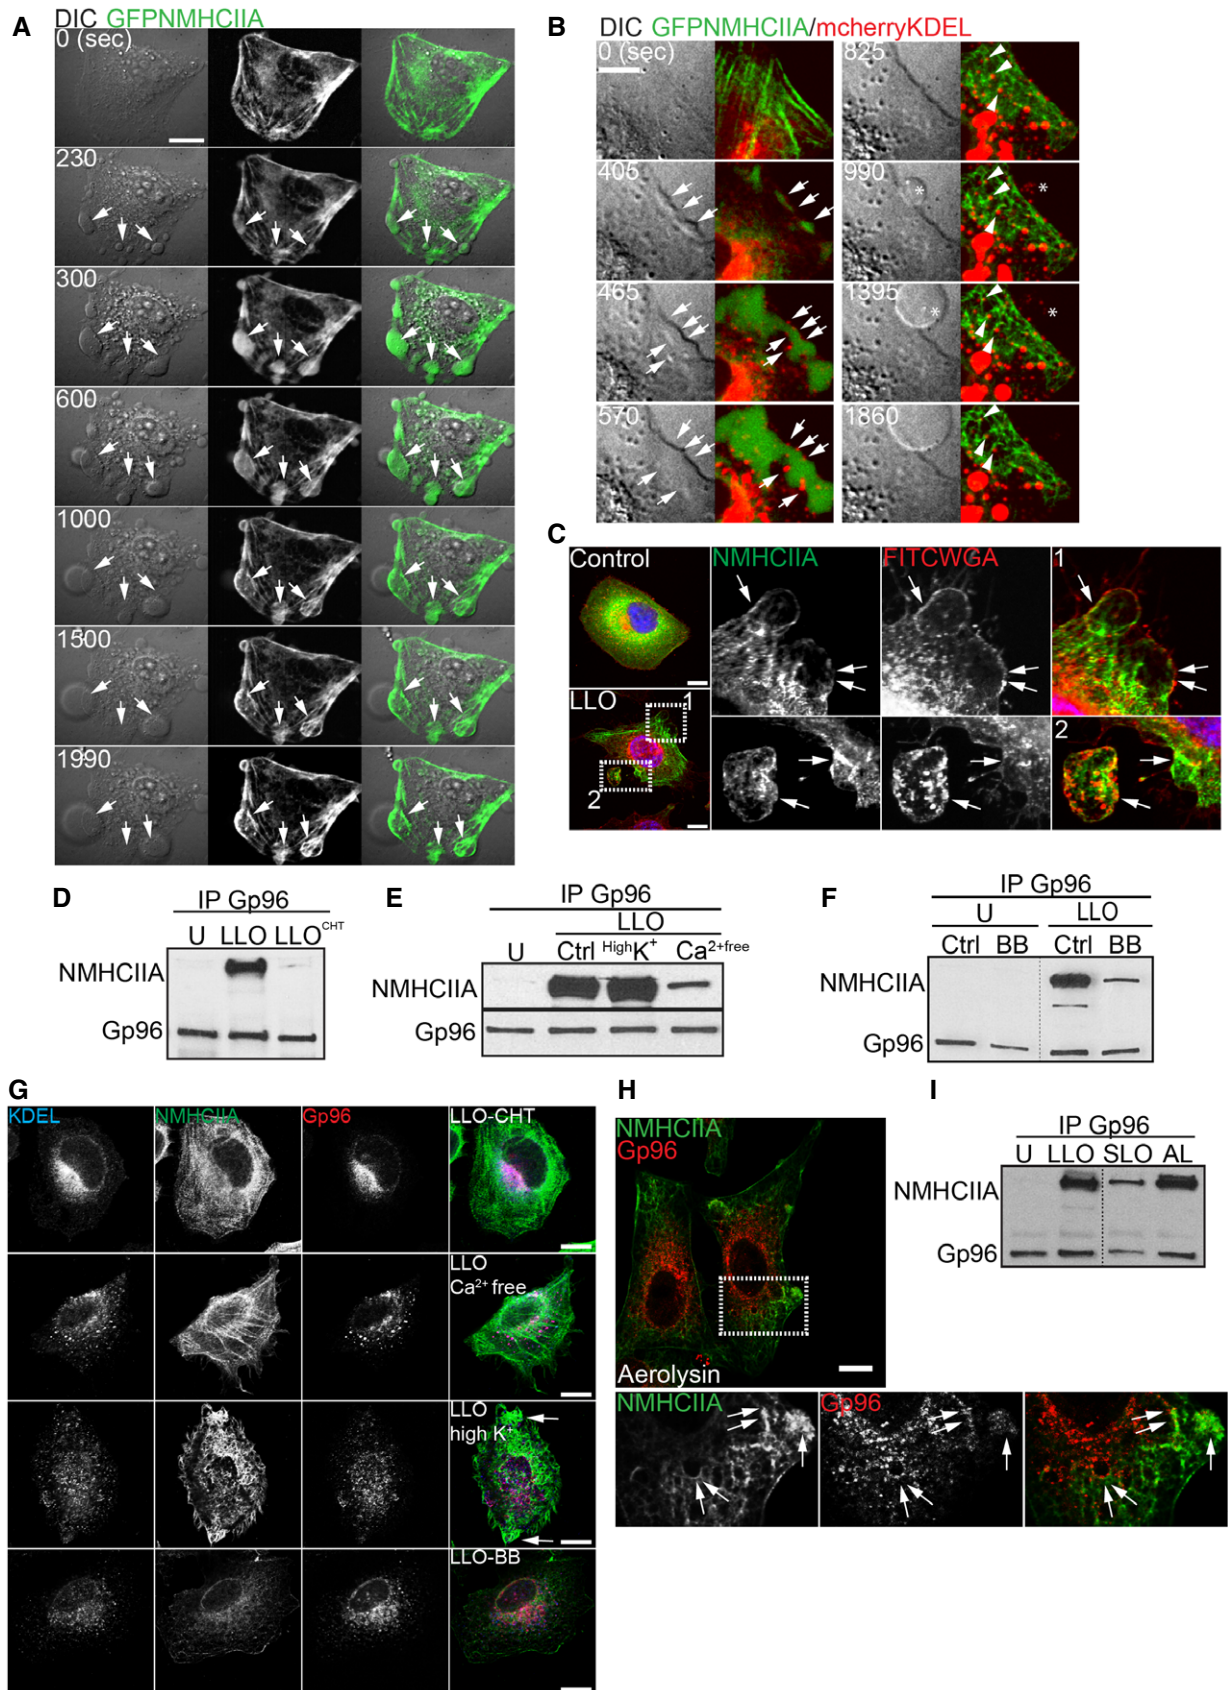 A
DIC GFPNMHCIIA
0 (sec)
230
300
600
1000
1500
1990
B
DIC GFPNMHCIIA/mcherryKDEL
0 (sec)
825
405
990
*
*
465
1395
*
*
570
1860
C
Control
NMHCIIA
FITCWGA
1
LLO
1
2
2
D
IP Gp96
U LLO LLO^CHT
NMHCIIA
Gp96
E
IP Gp96
LLO
U Ctrl HighK+ Ca2+free
NMHCIIA
Gp96
F
IP Gp96
U LLO
Ctrl BB Ctrl BB
NMHCIIA
Gp96
G
KDEL NMHCIIA Gp96 LLO-CHT
LLO
Ca2+ free
LLO
high K+
LLO-BB
H
NMHCIIA
Gp96
Aerolysin
NMHCIIA Gp96
I
IP Gp96
U LLO SLO AL
NMHCIIA
Gp96